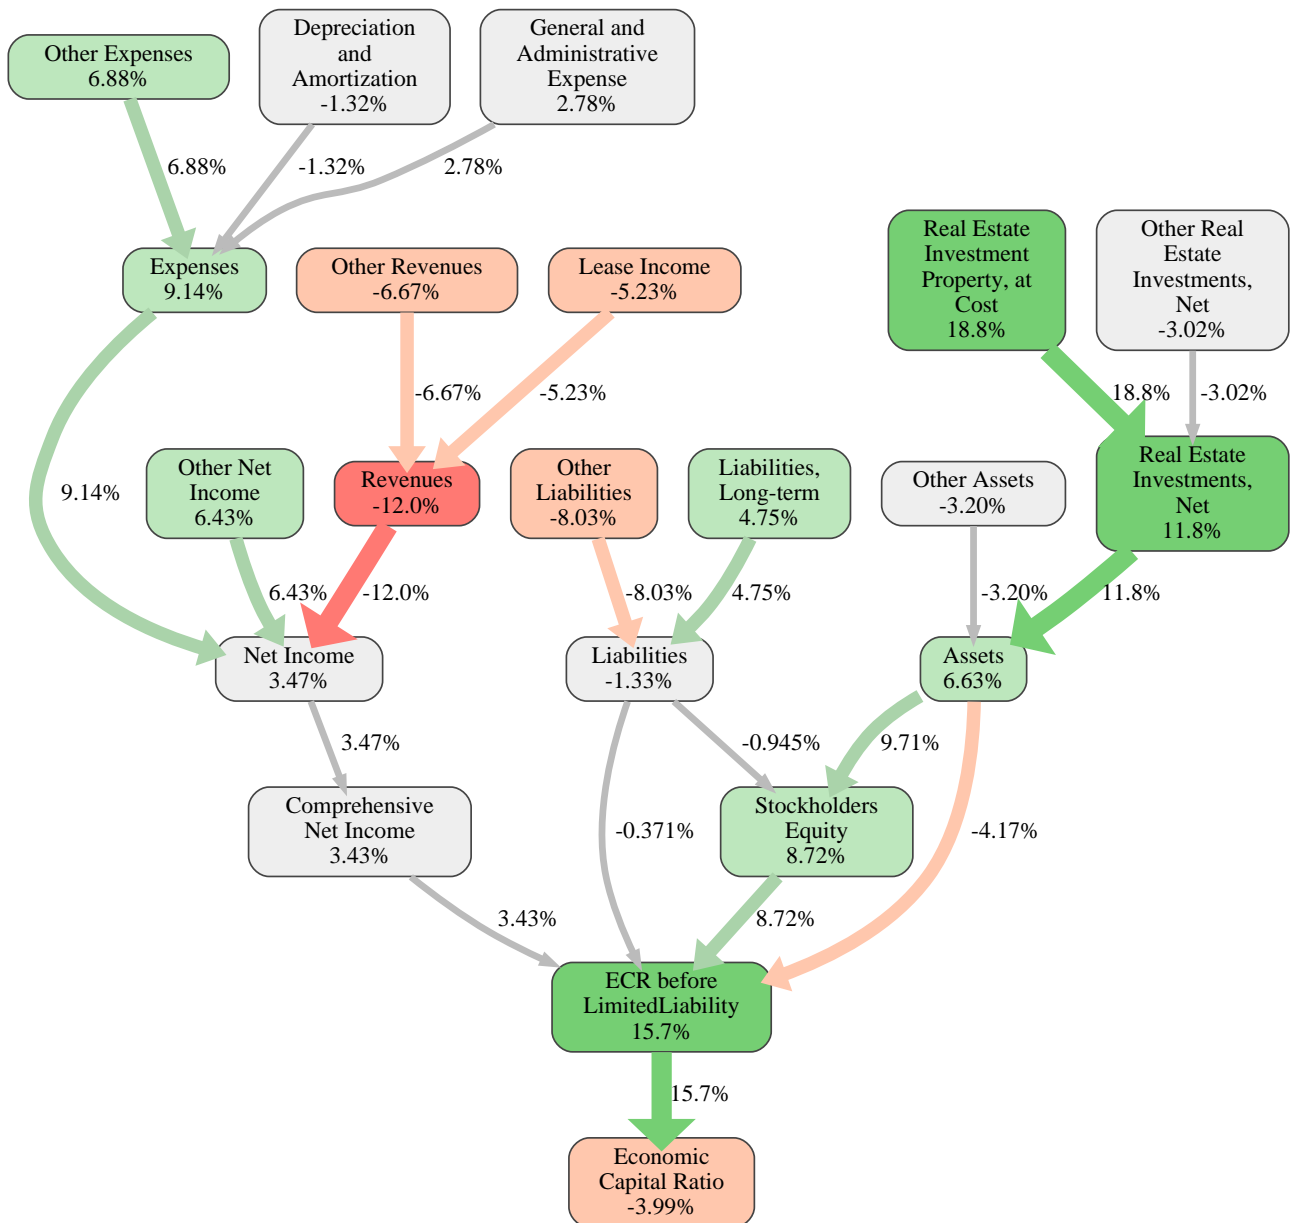 Other Expenses
6.88%
Depreciation
and
Amortization
-1.32%
General and
Administrative
Expense
2.78%
6.88%
-1.32%
2.78%
Expenses
9.14%
Other Revenues
-6.67%
Lease Income
-5.23%
Real Estate
Investment
Property, at
Cost
18.8%
Other Real
Estate
Investments,
Net
-3.02%
-6.67%
-5.23%
18.8%
-3.02%
9.14%
Other Net
Income
6.43%
Revenues
-12.0%
Other
Liabilities
-8.03%
Liabilities,
Long-term
4.75%
Other Assets
-3.20%
Real Estate
Investments,
Net
11.8%
6.43%
-12.0%
-8.03%
4.75%
-3.20%
11.8%
Net Income
3.47%
Liabilities
-1.33%
Assets
6.63%
3.47%
-0.945%
9.71%
Comprehensive
Net Income
3.43%
-0.371%
Stockholders
Equity
8.72%
-4.17%
3.43%
8.72%
ECR before
LimitedLiability
15.7%
15.7%
Economic
Capital Ratio
-3.99%